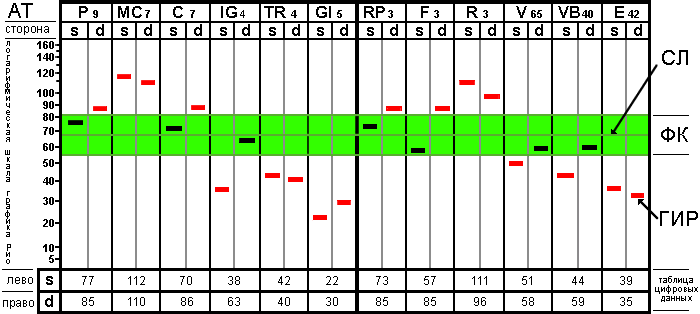 АТ P 9 MC 7 C 7 IG 4 TR 4 GI 5 RP 3 F 3 R 3 V 65 VB 40 E 42
сторона s d s d s d s d s d s d s d s d s d s d s d s d
логарифмическая шкала графика РИО
160
140
120
100
90
80
70
60
50
40
30
20
10
5
СЛ
ФК
ГИР
лево s 77 112 70 38 42 22 73 57 111 51 44 39
право d 85 110 86 63 40 30 85 85 96 58 59 35
таблица
цифровых
данных